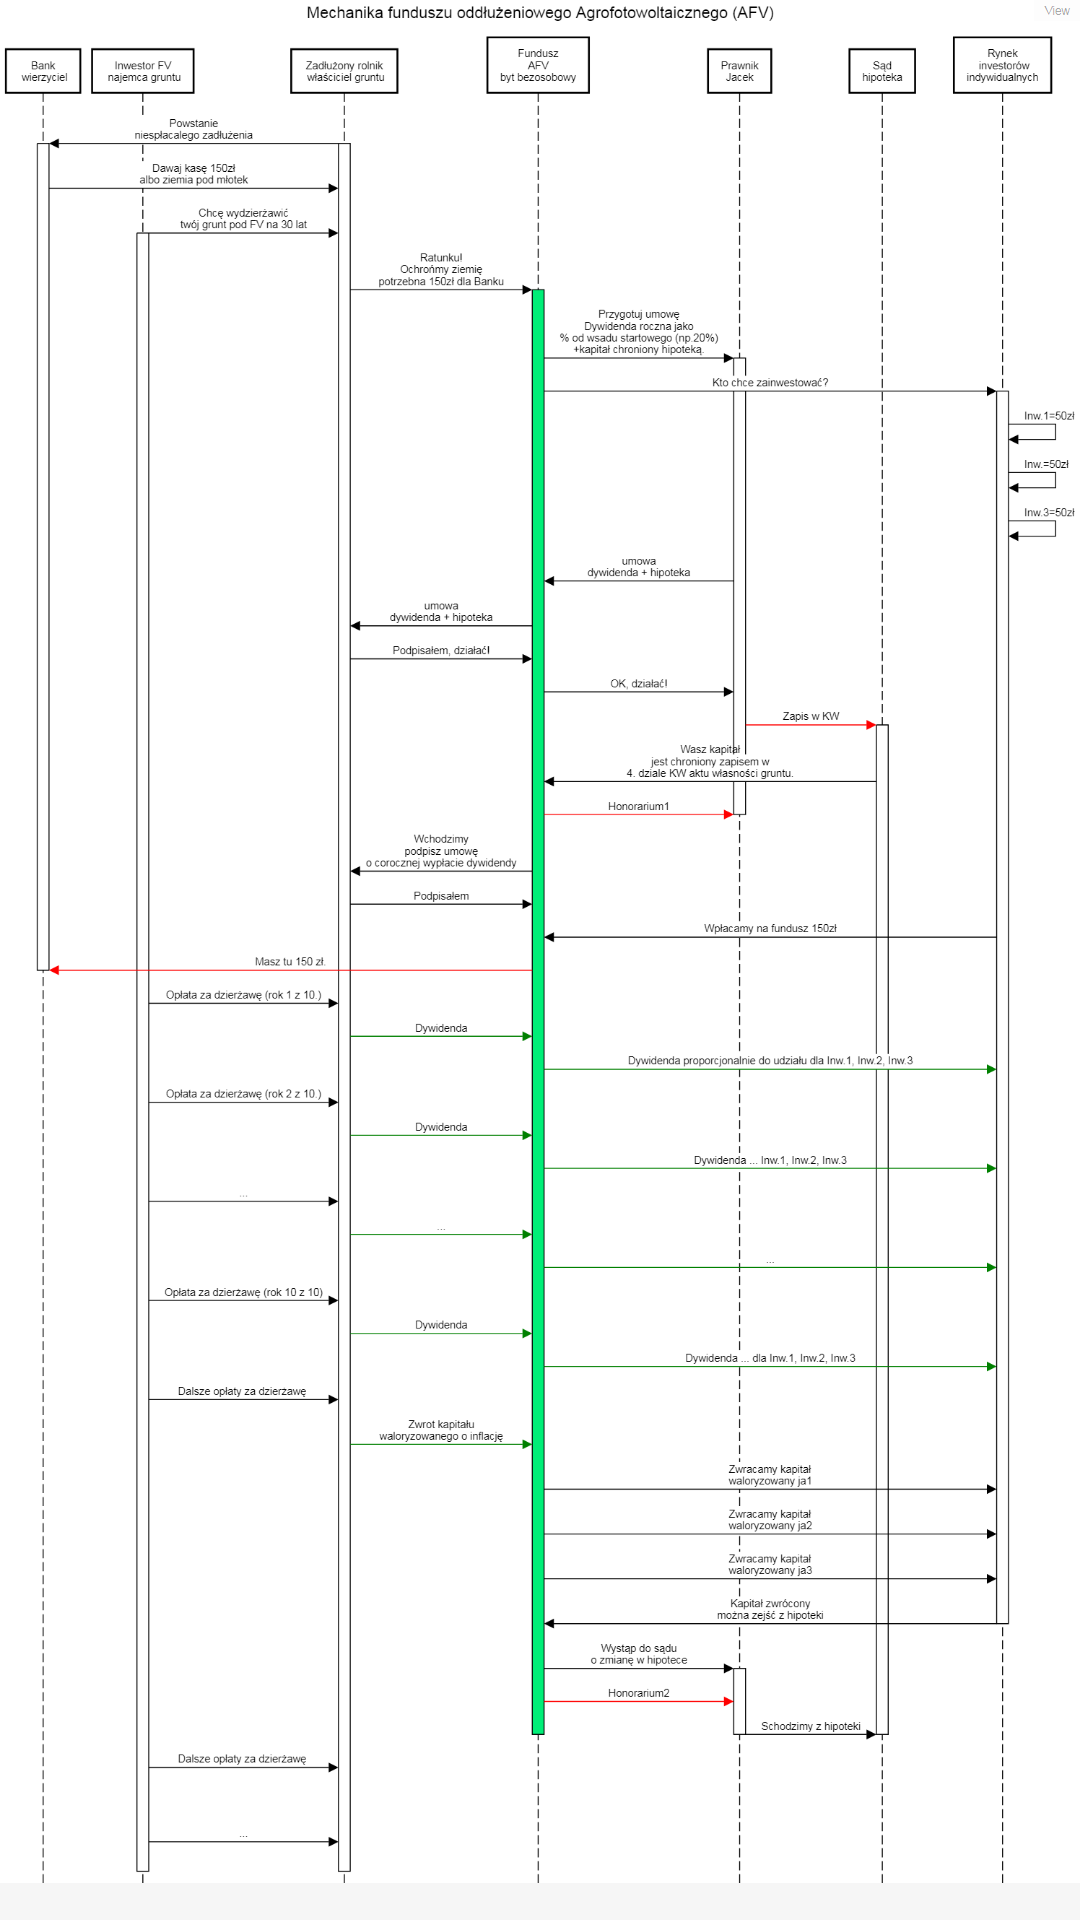 Mechanika funduszu oddłużeniowego Agrofotowoltaicznego (AFV)
View
Bank
wierzyciel
Inwestor FV
najemca gruntu
Zadłużony rolnik
właściciel gruntu
Fundusz
AFV
byt bezosobowy
Prawnik
Jacek
Sąd
hipoteka
Rynek
investorów
indywidualnych
Powstanie
niespłacalego zadłużenia
Dawaj kasę 150zł
albo ziemia pod młotek
Chcę wydzierżawić
twój grunt pod FV na 30 lat
Ratunku!
Ochrońmy ziemię
potrzebna 150zł dla Banku
Przygotuj umowę
Dywidenda roczna jako
% od wsadu startowego (np.20%)
+kapitał chroniony hipoteką.
Kto chce zainwestować?
Inw.1=50zł
Inw.=50zł
Inw.3=50zł
umowa
dywidenda + hipoteka
umowa
dywidenda + hipoteka
Podpisałem, działać!
OK, działać!
Zapis w KW
Wasz kapitał
jest chroniony zapisem w
4. dziale KW aktu własności gruntu.
Honorarium1
Wchodzimy
podpisz umowę
o corocznej wypłacie dywidendy
Podpisałem
Wpłacamy na fundusz 150zł
Masz tu 150 zł.
Opłata za dzierżawę (rok 1 z 10.)
Dywidenda
Dywidenda proporcjonalnie do udziału dla Inw.1, Inw.2, Inw.3
Opłata za dzierżawę (rok 2 z 10.)
Dywidenda
Dywidenda ... Inw.1, Inw.2, Inw.3
...
...
...
Opłata za dzierżawę (rok 10 z 10)
Dywidenda
Dywidenda ... dla Inw.1, Inw.2, Inw.3
Dalsze opłaty za dzierżawę
Zwrot kapitału
waloryzowanego o inflację
Zwracamy kapitał
waloryzowany ja1
Zwracamy kapitał
waloryzowany ja2
Zwracamy kapitał
waloryzowany ja3
Kapitał zwrócony
można zejść z hipoteki
Wystąp do sądu
o zmianę w hipotece
Honorarium2
Schodzimy z hipoteki
Dalsze opłaty za dzierżawę
...